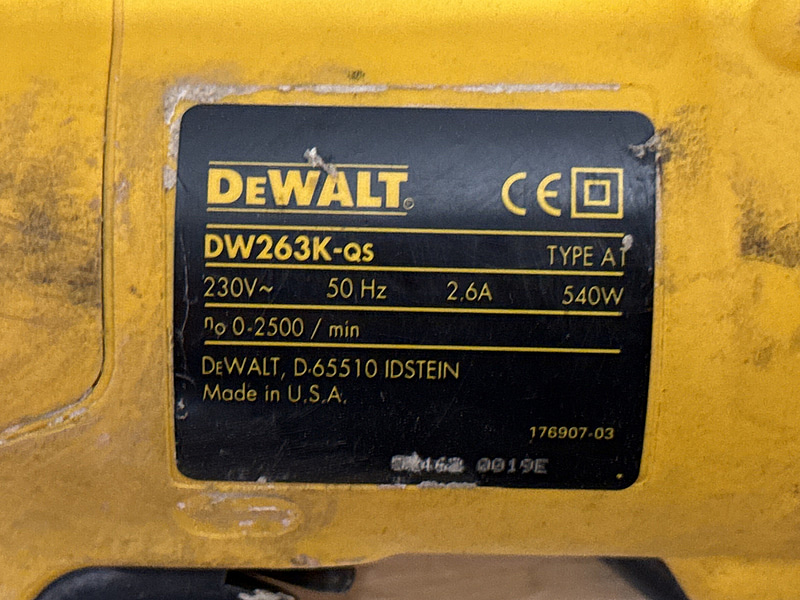 DEWALT®
CE
DW263K-QS TYPE A1
230V~ 50 Hz 2.6A 540W
n₀ 0-2500 / min
DEWALT, D-65510 IDSTEIN
Made in U.S.A.
176907-03
0019E